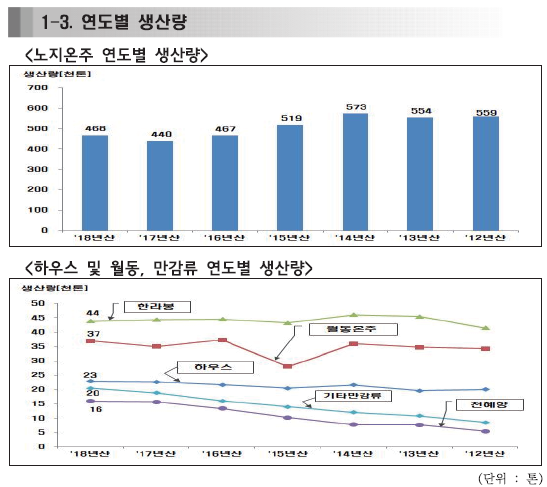 1-3. 연도별 생산량
<노지온주 연도별 생산량>
생산량[천톤]
700
600
500
400
300
200
100
0
468 440 467 519 573 554 559
'18년산 '17년산 '16년산 '15년산 '14년산 '13년산 '12년산
<하우스 및 월동, 만감류 연도별 생산량>
생산량[천톤]
50
45
40
35
30
25
20
15
10
5
0
44
한라봉
37
월동온주
23
하우스
20
기타만감류
16
천혜향
'18년산 '17년산 '16년산 '15년산 '14년산 '13년산 '12년산
(단위 : 톤)